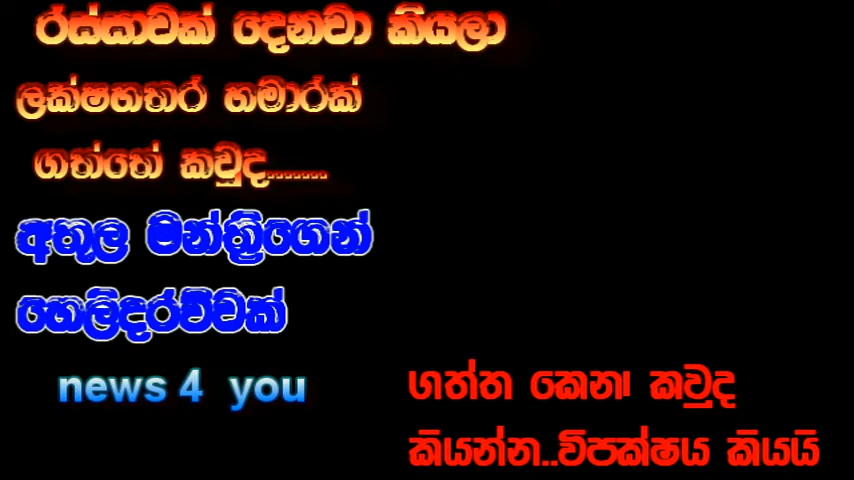 රස්සාවක් දෙනවා කියලා
ලක්ෂහතර හමාරක්
ගත්තේ කවුද........
අතුල මන්ත්‍රිගෙන්
හෙලිදරව්වක්
news 4 you
ගත්ත කෙනා කවුද
කියන්න..විපක්ෂය කියයි